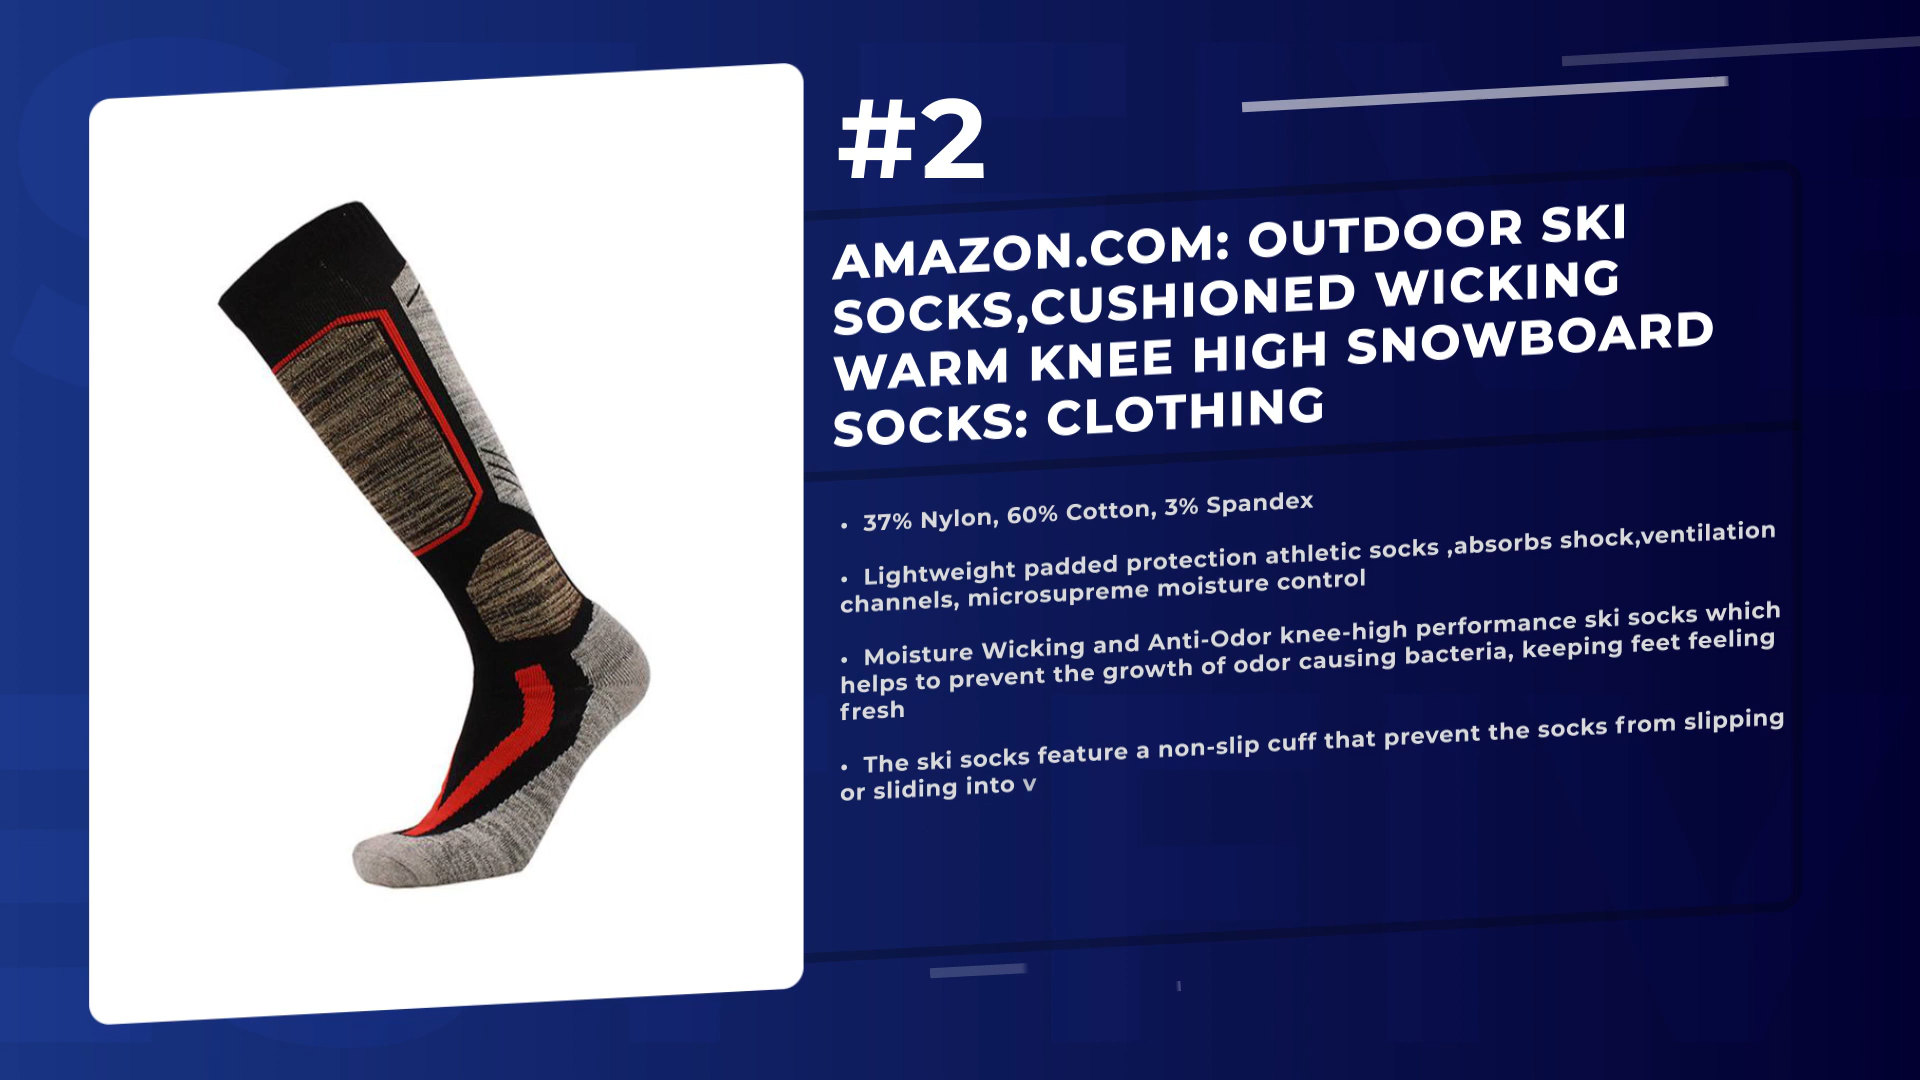 #2
AMAZON.COM: OUTDOOR SKI
SOCKS,CUSHIONED WICKING
WARM KNEE HIGH SNOWBOARD
SOCKS: CLOTHING
• 37% Nylon, 60% Cotton, 3% Spandex
• Lightweight padded protection athletic socks ,absorbs shock,ventilation
channels, microsupreme moisture control
• Moisture Wicking and Anti-Odor knee-high performance ski socks which
helps to prevent the growth of odor causing bacteria, keeping feet feeling
fresh
• The ski socks feature a non-slip cuff that prevent the socks from slipping
or sliding into v